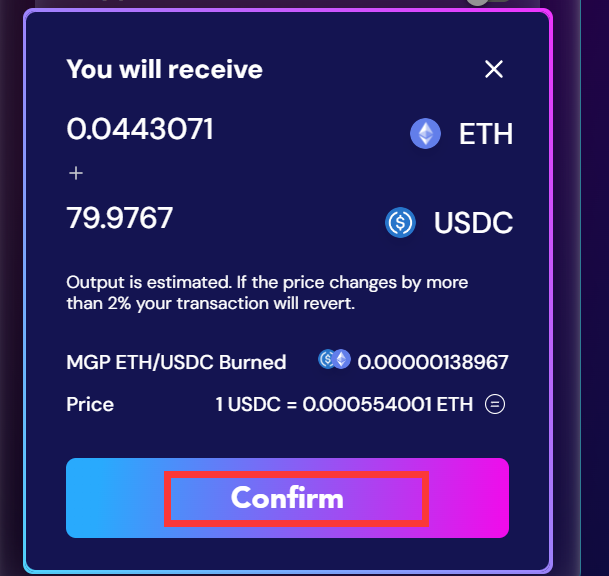 You will receive
0.0443071 ETH
+
79.9767 USDC
Output is estimated. If the price changes by more
than 2% your transaction will revert.
MGP ETH/USDC Burned 0.00000138967
Price 1 USDC = 0.000554001 ETH
Confirm